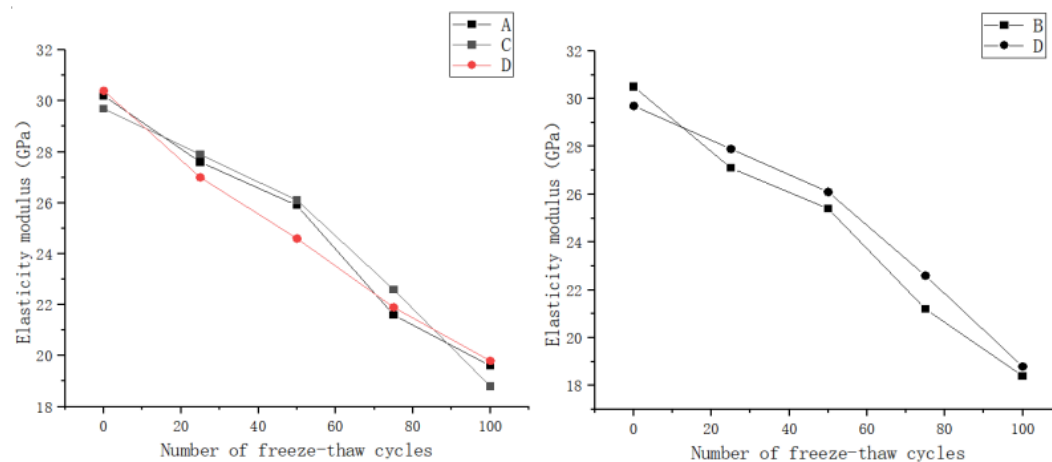 A
C
D
32
30
28
26
24
22
20
18
Elasticity modulus (GPa)
0 20 40 60 80 100
Number of freeze-thaw cycles
B
D
32
30
28
26
24
22
20
18
Elasticity modulus (GPa)
0 20 40 60 80 100
Number of freeze-thaw cycles